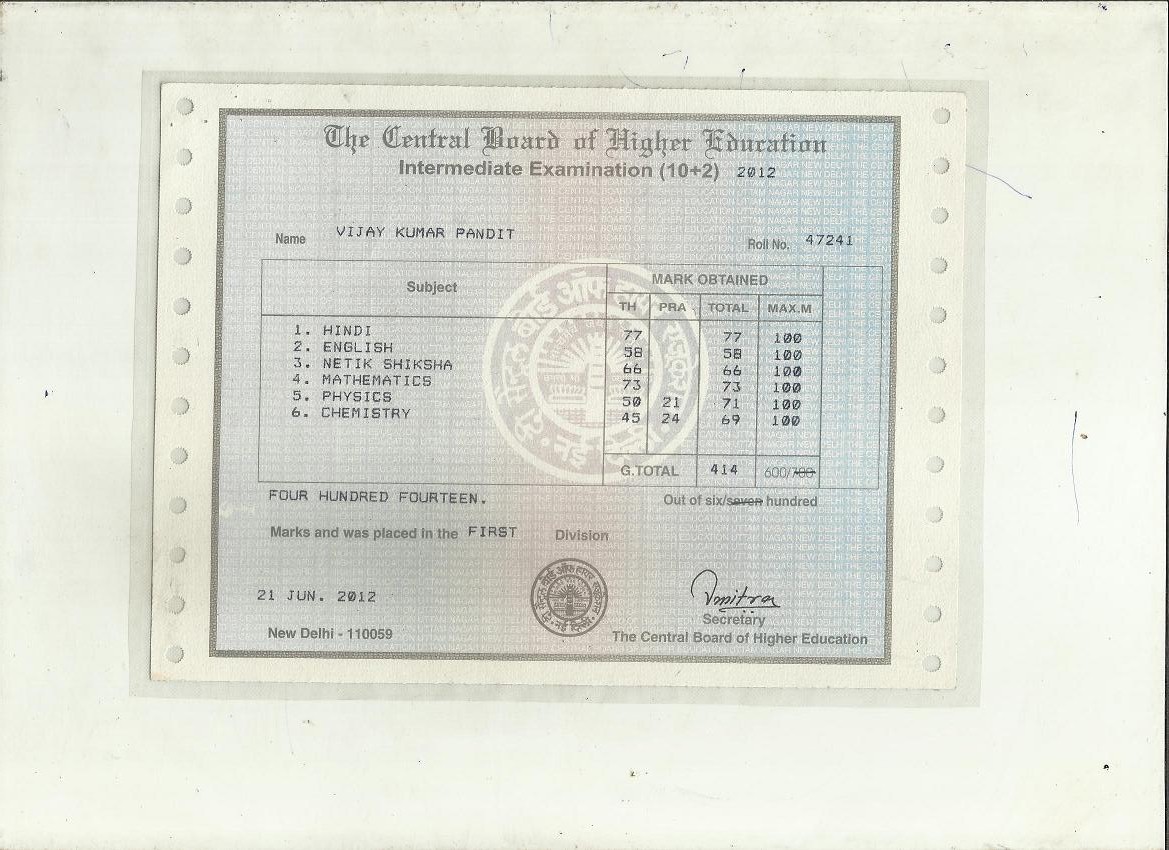 The Central Board of Higher Education
Intermediate Examination (10+2) 2012
Name VIJAY KUMAR PANDIT Roll No. 47241
Subject MARK OBTAINED
TH PRA TOTAL MAX.M
1. HINDI 77 77 100
2. ENGLISH 58 58 100
3. NETIK SHIKSHA 66 66 100
4. MATHEMATICS 73 73 100
5. PHYSICS 50 21 71 100
6. CHEMISTRY 45 24 69 100
G.TOTAL 414 600/700
FOUR HUNDRED FOURTEEN. Out of six/seven hundred
Marks and was placed in the FIRST Division
21 JUN. 2012
Secretary
New Delhi - 110059 The Central Board of Higher Education